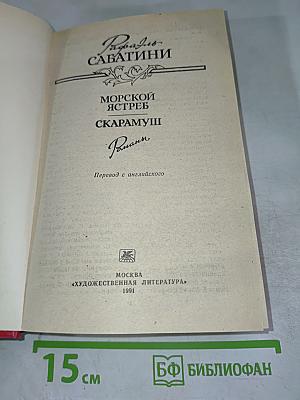 Рафаэль
САБАТИНИ
МОРСКОЙ
ЯСТРЕБ
СКАРАМУШ
Романы
Перевод с английского
МОСКВА
«ХУДОЖЕСТВЕННАЯ ЛИТЕРАТУРА»
1991
15 см
БФ БИБЛИОФАН